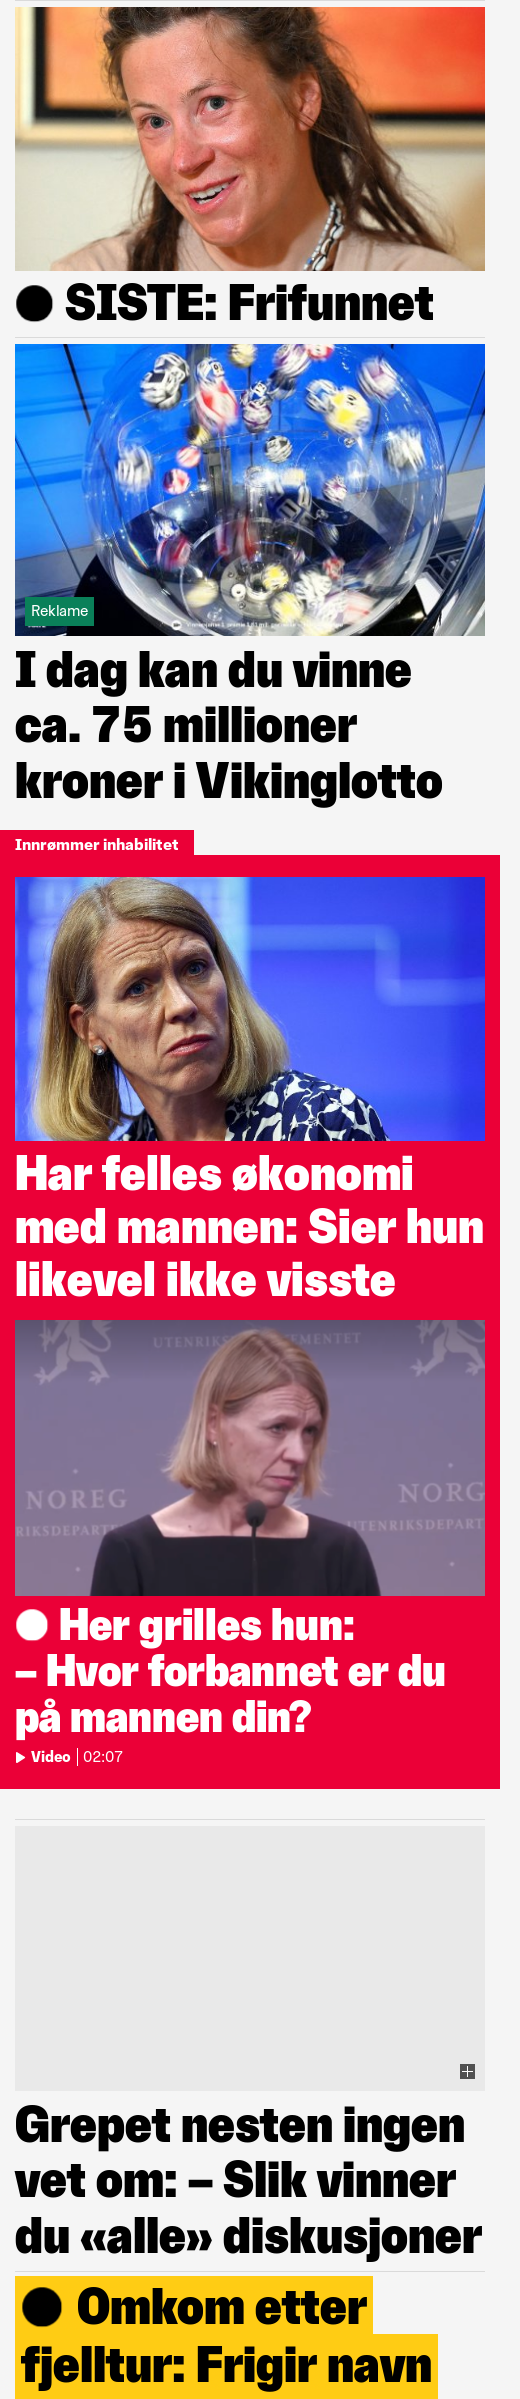 SISTE: Frifunnet
Reklame
I dag kan du vinne
ca. 75 millioner
kroner i Vikinglotto
Innrømmer inhabilitet
Har felles økonomi
med mannen: Sier hun
likevel ikke visste
NOREG
NORG
RIKSDEPART
UTENRIKSDEPART
Her grilles hun:
– Hvor forbannet er du
på mannen din?
Video | 02:07
Grepet nesten ingen
vet om: – Slik vinner
du «alle» diskusjoner
Omkom etter
fjelltur: Frigir navn